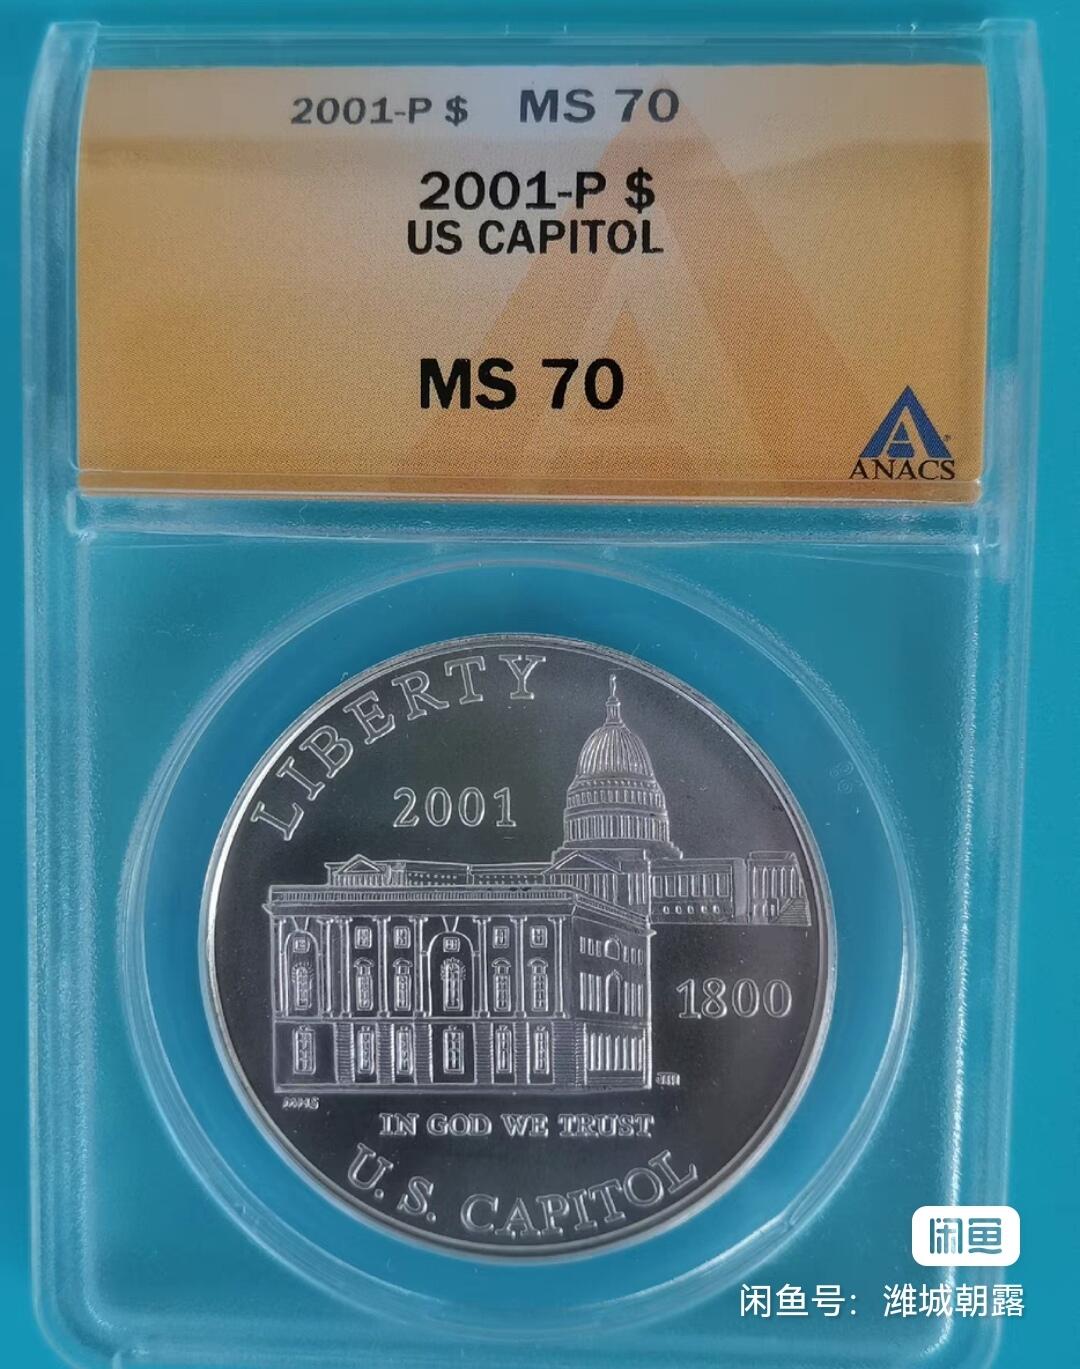 2001-P $ MS 70
2001-P $
US CAPITOL
MS 70
ANACS
LIBERTY
2001
1800
IN GOD WE TRUST
U.S. CAPITOL
闲鱼
闲鱼号：潍城朝露